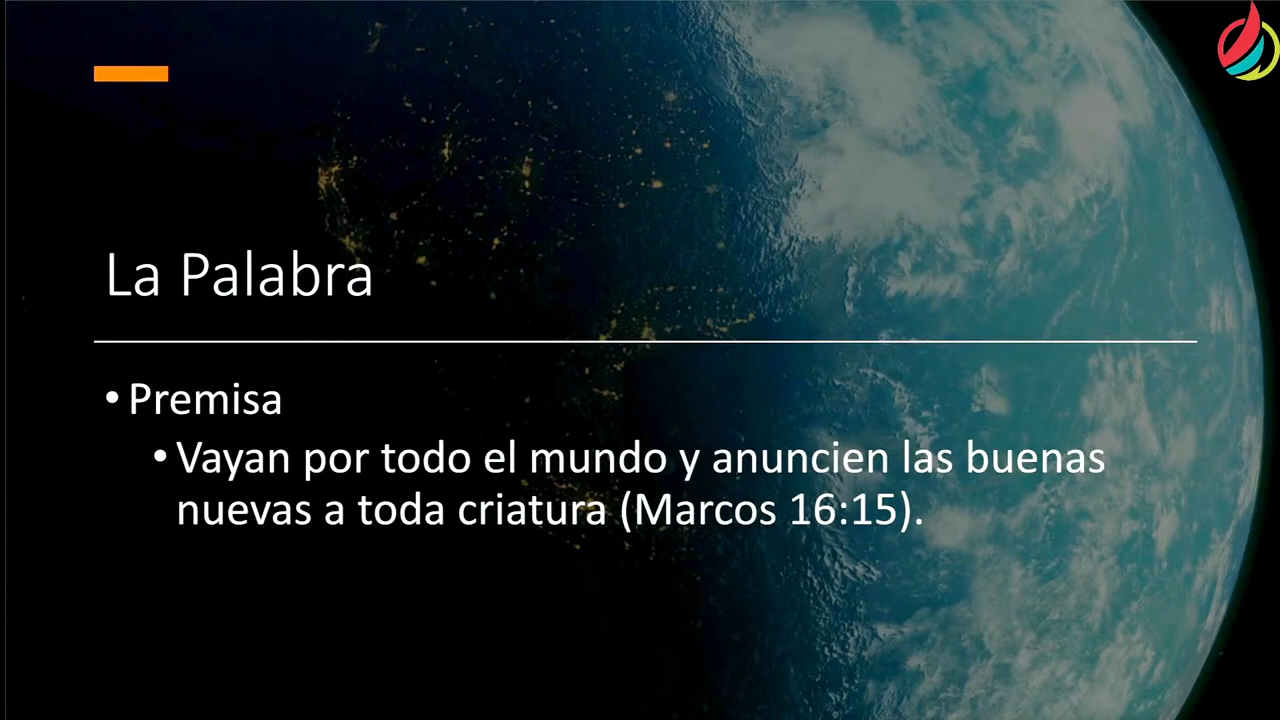 La Palabra
• Premisa
• Vayan por todo el mundo y anuncien las buenas
nuevas a toda criatura (Marcos 16:15).